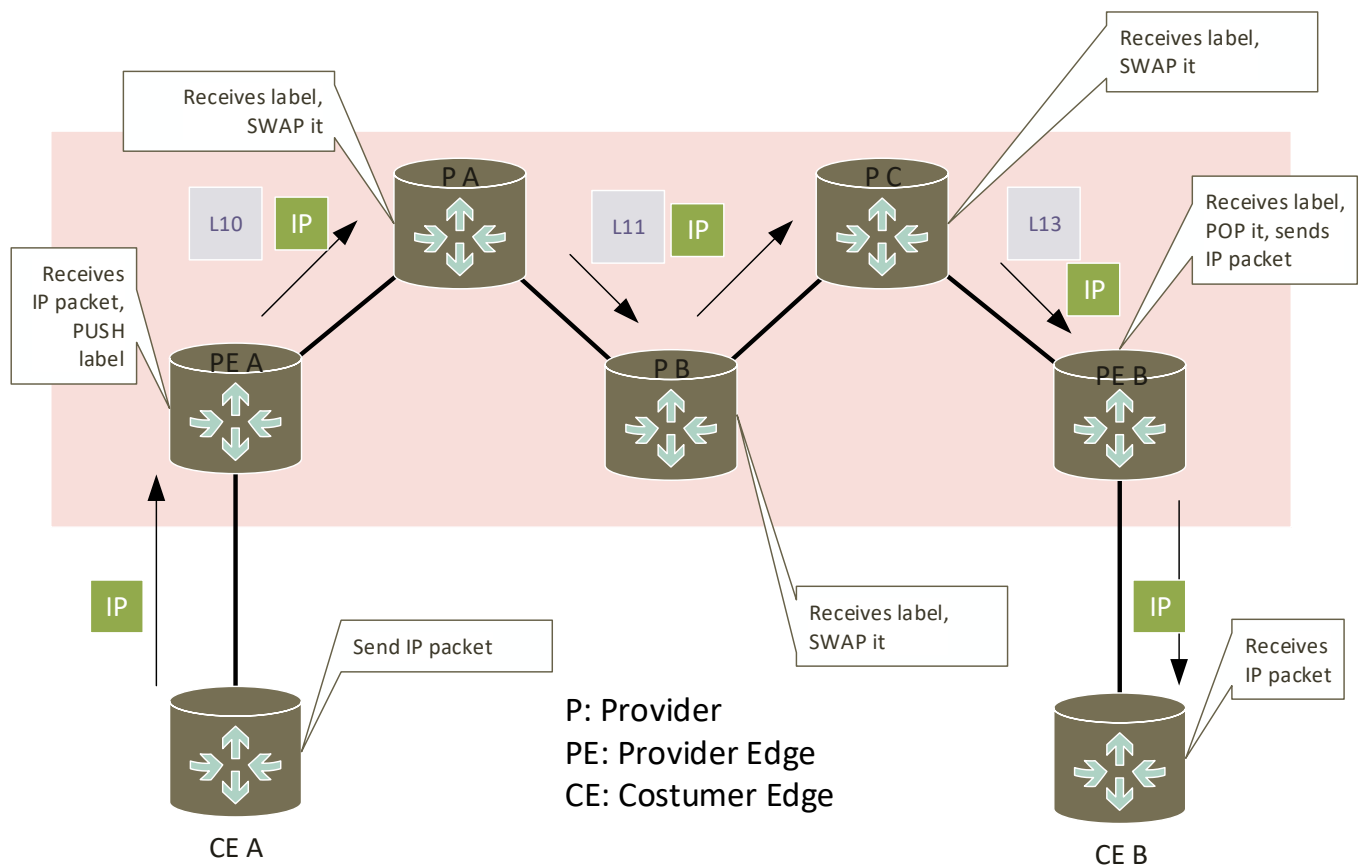 Receives label,
SWAP it
Receives label,
SWAP it
P A
P C
L10
IP
L11
IP
L13
IP
Receives label,
POP it, sends
IP packet
Receives
IP packet,
PUSH
label
PE A
P B
PE B
IP
Send IP packet
Receives label,
SWAP it
IP
Receives
IP packet
P: Provider
PE: Provider Edge
CE: Costumer Edge
CE A
CE B